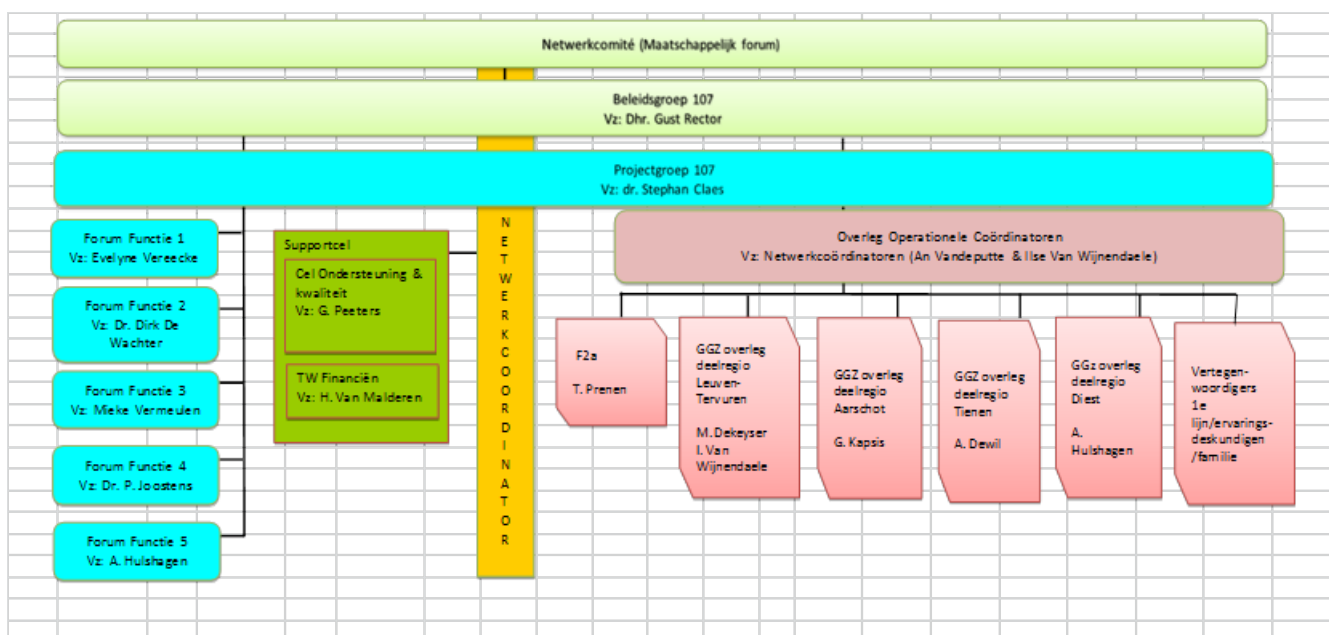 Netwerkcomité (Maatschappelijk forum)
Beleidsgroep 107
Vz: Dhr. Gust Rector
Projectgroep 107
Vz: dr. Stephan Claes
Forum Functie 1
Vz: Evelyne Vereecke
Forum Functie 2
Vz: Dr. Dirk De
Wachter
Forum Functie 3
Vz: Mieke Vermeulen
Forum Functie 4
Vz: Dr. P. Joostens
Forum Functie 5
Vz: A. Hulshagen
Supportcel
Cel Ondersteuning &
kwaliteit
Vz: G. Peeters
TW Financiën
Vz: H. Van Malderen
N
E
T
W
E
R
K
C
O
O
R
D
I
N
A
T
O
R
Overleg Operationele Coördinatoren
Vz: Netwerkcoördinatoren (An Vandeputte & Ilse Van Wijnendaele)
F2a
T. Prenen
GGZ overleg
deelregio
Leuven-
Tervuren
M. Dekeyser
I. Van
Wijnendaele
GGZ overleg
deelregio
Aarschot
G. Kapsis
GGZ overleg
deelregio
Tienen
A. Dewil
GGz overleg
deelregio
Diest
A.
Hulshagen
Vertegen-
woordigers
1e
lijn/ervarings-
deskundigen
/familie